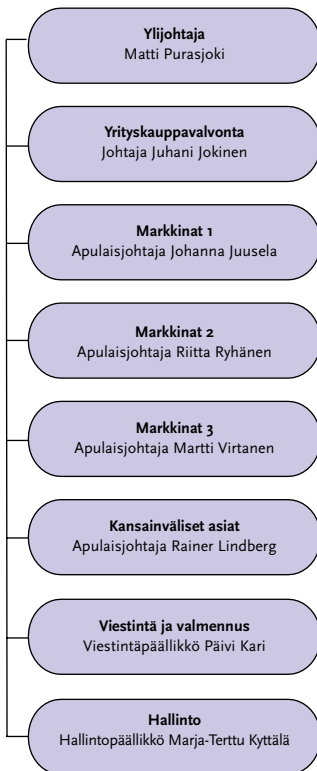 Ylijohtaja
Matti Purasjoki
Yrityskauppavalvonta
Johtaja Juhani Jokinen
Markkinat 1
Apulaisjohtaja Johanna Juusela
Markkinat 2
Apulaisjohtaja Riitta Ryhänen
Markkinat 3
Apulaisjohtaja Martti Virtanen
Kansainväliset asiat
Apulaisjohtaja Rainer Lindberg
Viestintä ja valmennus
Viestintäpäällikkö Päivi Kari
Hallinto
Hallintopäällikkö Marja-Terttu Kyttälä